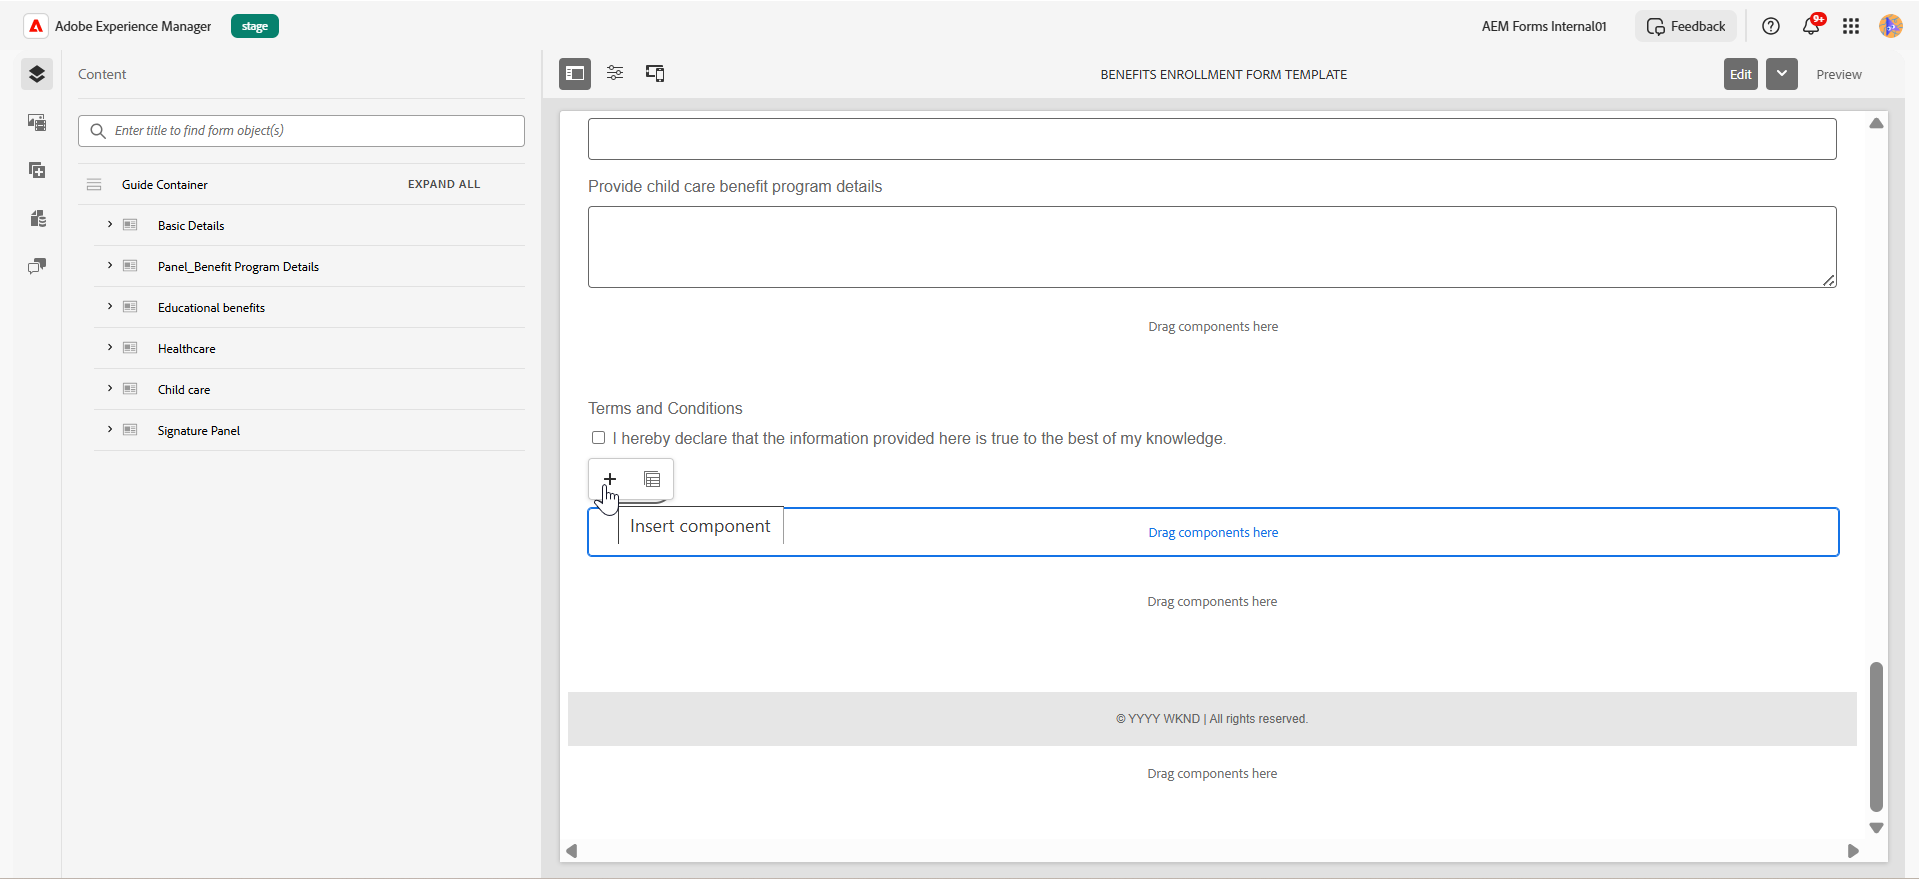 Adobe Experience Manager
stage
AEM Forms Internal01
Feedback
9+
Content
BENEFITS ENROLLMENT FORM TEMPLATE
Edit
Preview
Enter title to find form object(s)
Guide Container
EXPAND ALL
Basic Details
Panel_Benefit Program Details
Educational benefits
Healthcare
Child care
Signature Panel
Provide child care benefit program details
Drag components here
Terms and Conditions
I hereby declare that the information provided here is true to the best of my knowledge.
Insert component
Drag components here
Drag components here
© YYYY WKND | All rights reserved.
Drag components here